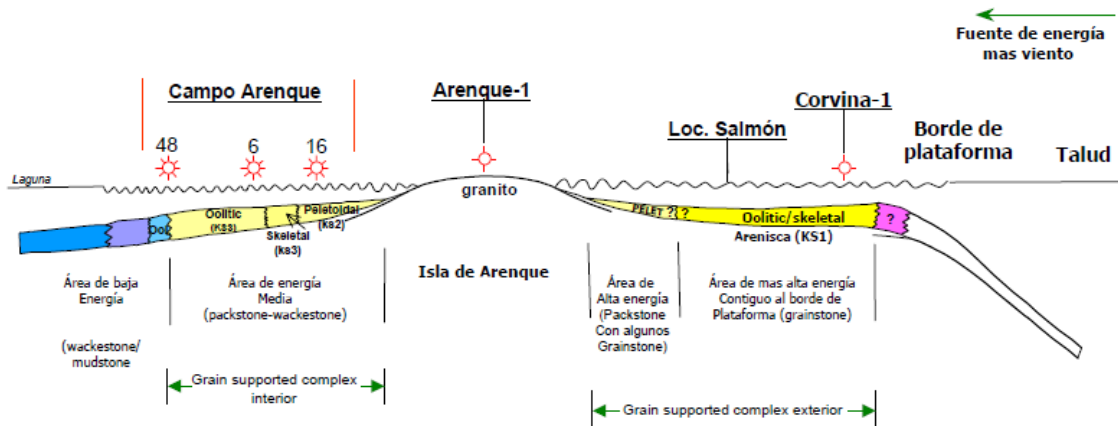 Fuente de energía
mas viento
Campo Arenque
Arenque-1
Corvina-1
Loc. Salmón
Borde de
plataforma
Talud
48
6
16
Laguna
granito
Ool
Oolitic
(KS3)
Skeletal
(ks3)
Peletoidal
(ks2)
PELET ?
?
Oolitic/skeletal
?
Arenisca (KS1)
Isla de Arenque
Área de baja
Energía
(wackestone/
mudstone
Área de energía
Media
(packstone-wackestone)
Área de
Alta energía
(Packstone
Con algunos
Grainstone)
Área de mas alta energía
Contiguo al borde de
Plataforma (grainstone)
Grain supported complex
interior
Grain supported complex exterior